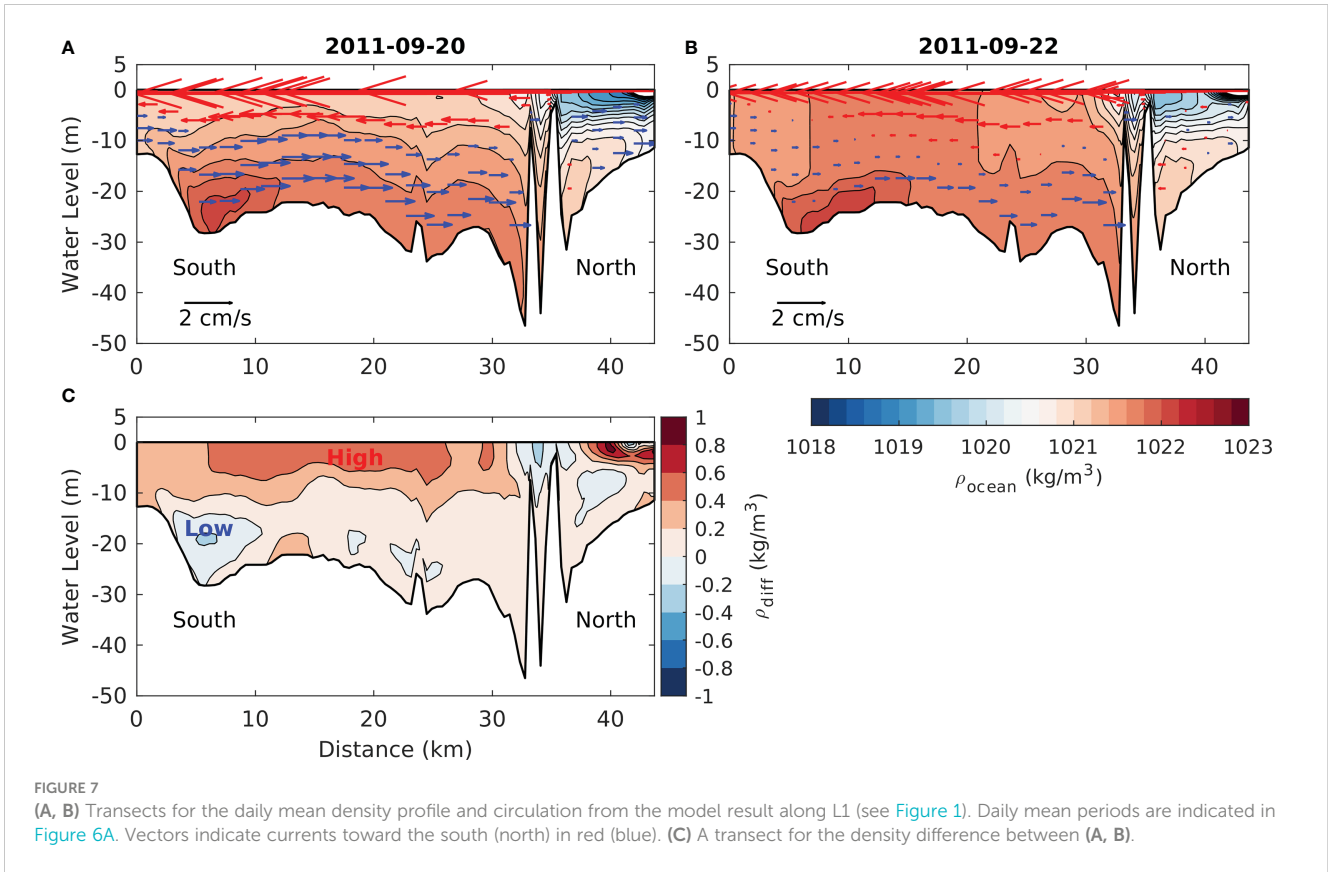 A
2011-09-20
B
2011-09-22
5
0
-10
-20
-30
-40
-50
Water Level (m)
South
North
2 cm/s
0
10
20
30
40
5
0
-10
-20
-30
-40
-50
South
North
2 cm/s
0
10
20
30
40
C
5
0
-10
-20
-30
-40
-50
Water Level (m)
High
Low
South
North
0
10
20
30
40
Distance (km)
1
0.8
0.6
0.4
0.2
0
-0.2
-0.4
-0.6
-0.8
-1
ρdiff (kg/m³)
1018 1019 1020 1021 1022 1023
ρocean (kg/m³)
FIGURE 7
(A, B) Transects for the daily mean density profile and circulation from the model result along L1 (see Figure 1). Daily mean periods are indicated in
Figure 6A. Vectors indicate currents toward the south (north) in red (blue). (C) A transect for the density difference between (A, B).